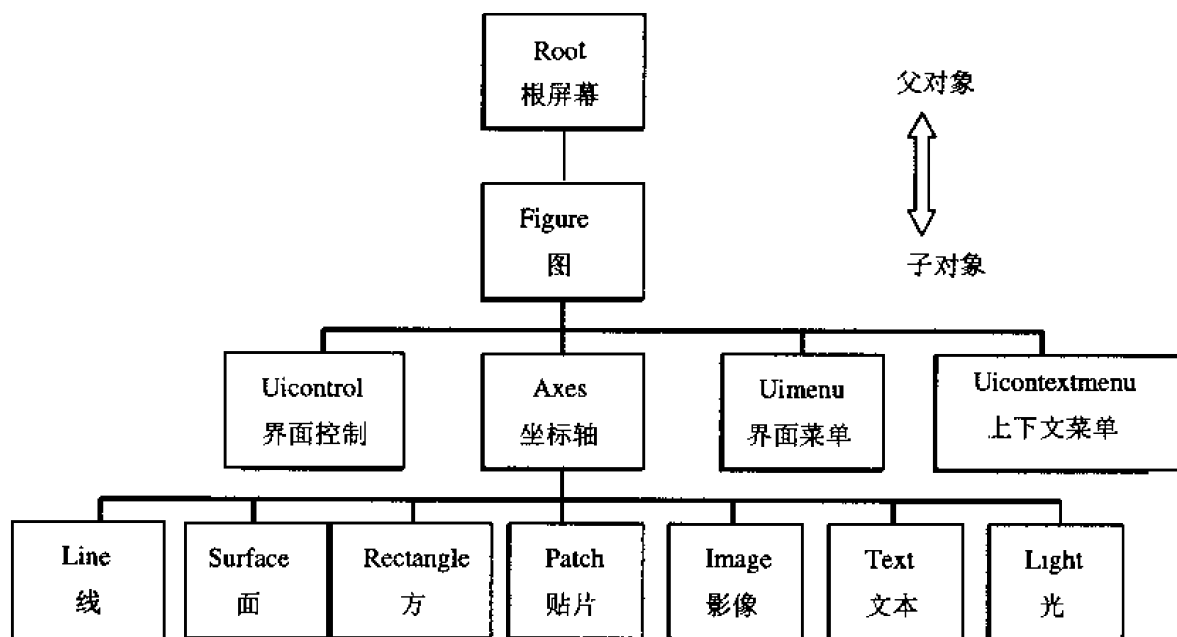 Root
根屏幕
父对象
Figure
图
子对象
Uicontrol
界面控制
Axes
坐标轴
Uimenu
界面菜单
Uicontextmenu
上下文菜单
Line
线
Surface
面
Rectangle
方
Patch
贴片
Image
影像
Text
文本
Light
光